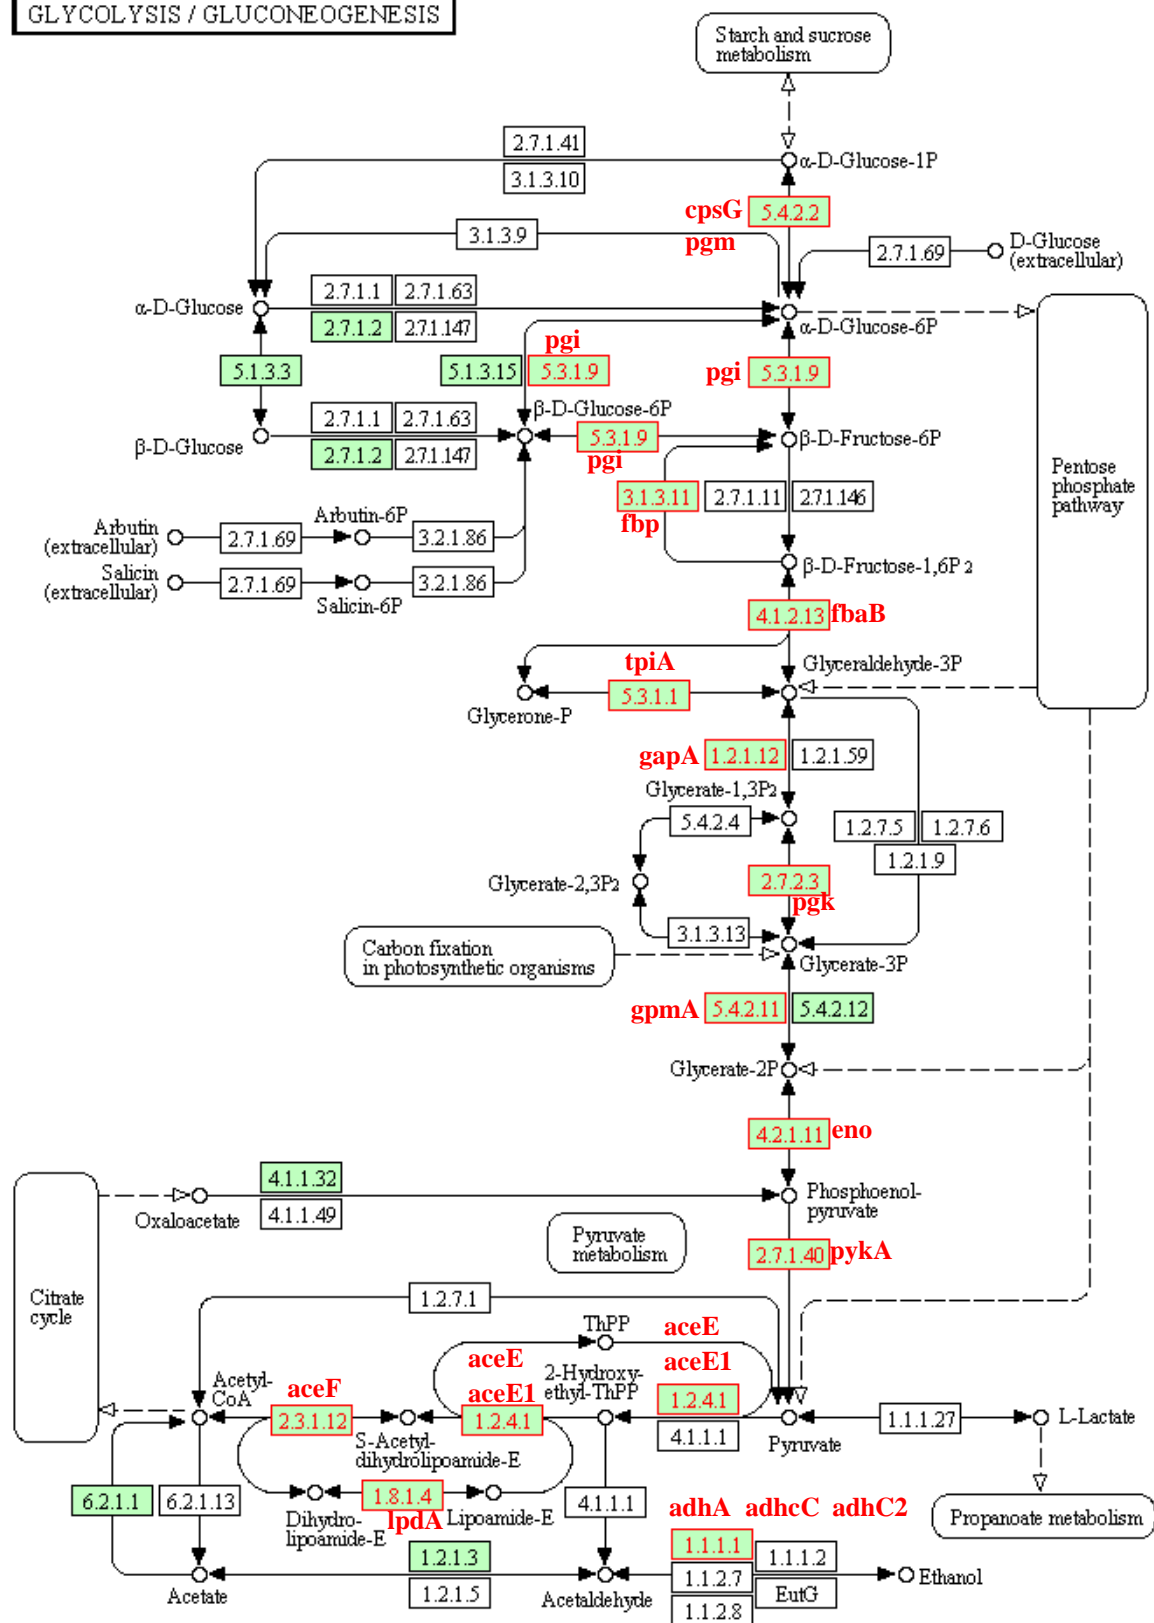 GLYCOLYSIS / GLUCONEOGENESIS
Starch and sucrose
metabolism
2.7.1.41
3.1.3.10
α-D-Glucose-1P
cpsG
5.4.2.2
pgm
3.1.3.9
2.7.1.69
D-Glucose
(extracellular)
α-D-Glucose
2.7.1.1
2.7.1.63
2.7.1.2
2.7.1.147
α-D-Glucose-6P
5.1.3.3
5.1.3.15
pgi
5.3.1.9
pgi
5.3.1.9
β-D-Glucose-6P
β-D-Glucose
2.7.1.1
2.7.1.63
2.7.1.2
2.7.1.147
5.3.1.9
pgi
β-D-Fructose-6P
3.1.3.11
2.7.1.11
2.7.1.146
fbp
Pentose
phosphate
pathway
Arbutin
(extracellular)
2.7.1.69
Arbutin-6P
3.2.1.86
Salicin
(extracellular)
2.7.1.69
Salicin-6P
3.2.1.86
β-D-Fructose-1,6P2
4.1.2.13
fbaB
Glyceraldehyde-3P
tpiA
5.3.1.1
Glycerone-P
gapA
1.2.1.12
1.2.1.59
Glycerate-1,3P2
5.4.2.4
1.2.7.5
1.2.7.6
1.2.1.9
Glycerate-2,3P2
2.7.2.3
pgk
3.1.3.13
Carbon fixation
in photosynthetic organisms
Glycerate-3P
gpmA
5.4.2.11
5.4.2.12
Glycerate-2P
4.2.1.11
eno
4.1.1.32
Oxaloacetate
4.1.1.49
Phosphoenol-
pyruvate
Pyruvate
metabolism
2.7.1.40
pykA
Citrate
cycle
1.2.7.1
ThPP
aceE
aceE1
aceE
aceE1
2-Hydroxy-
ethyl-ThPP
Acetyl-
CoA
aceF
2.3.1.12
1.2.4.1
1.2.4.1
4.1.1.1
Pyruvate
1.1.1.27
L-Lactate
S-Acetyl-
dihydrolipoamide-E
6.2.1.1
6.2.1.13
1.8.1.4
lpdA
Dihydro-
lipoamide-E
Lipoamide-E
4.1.1.1
Propanoate metabolism
adhA
adhcC
adhC2
1.2.1.3
1.2.1.5
Acetate
Acetaldehyde
1.1.1.1
1.1.2.7
1.1.2.8
1.1.1.2
EutG
Ethanol